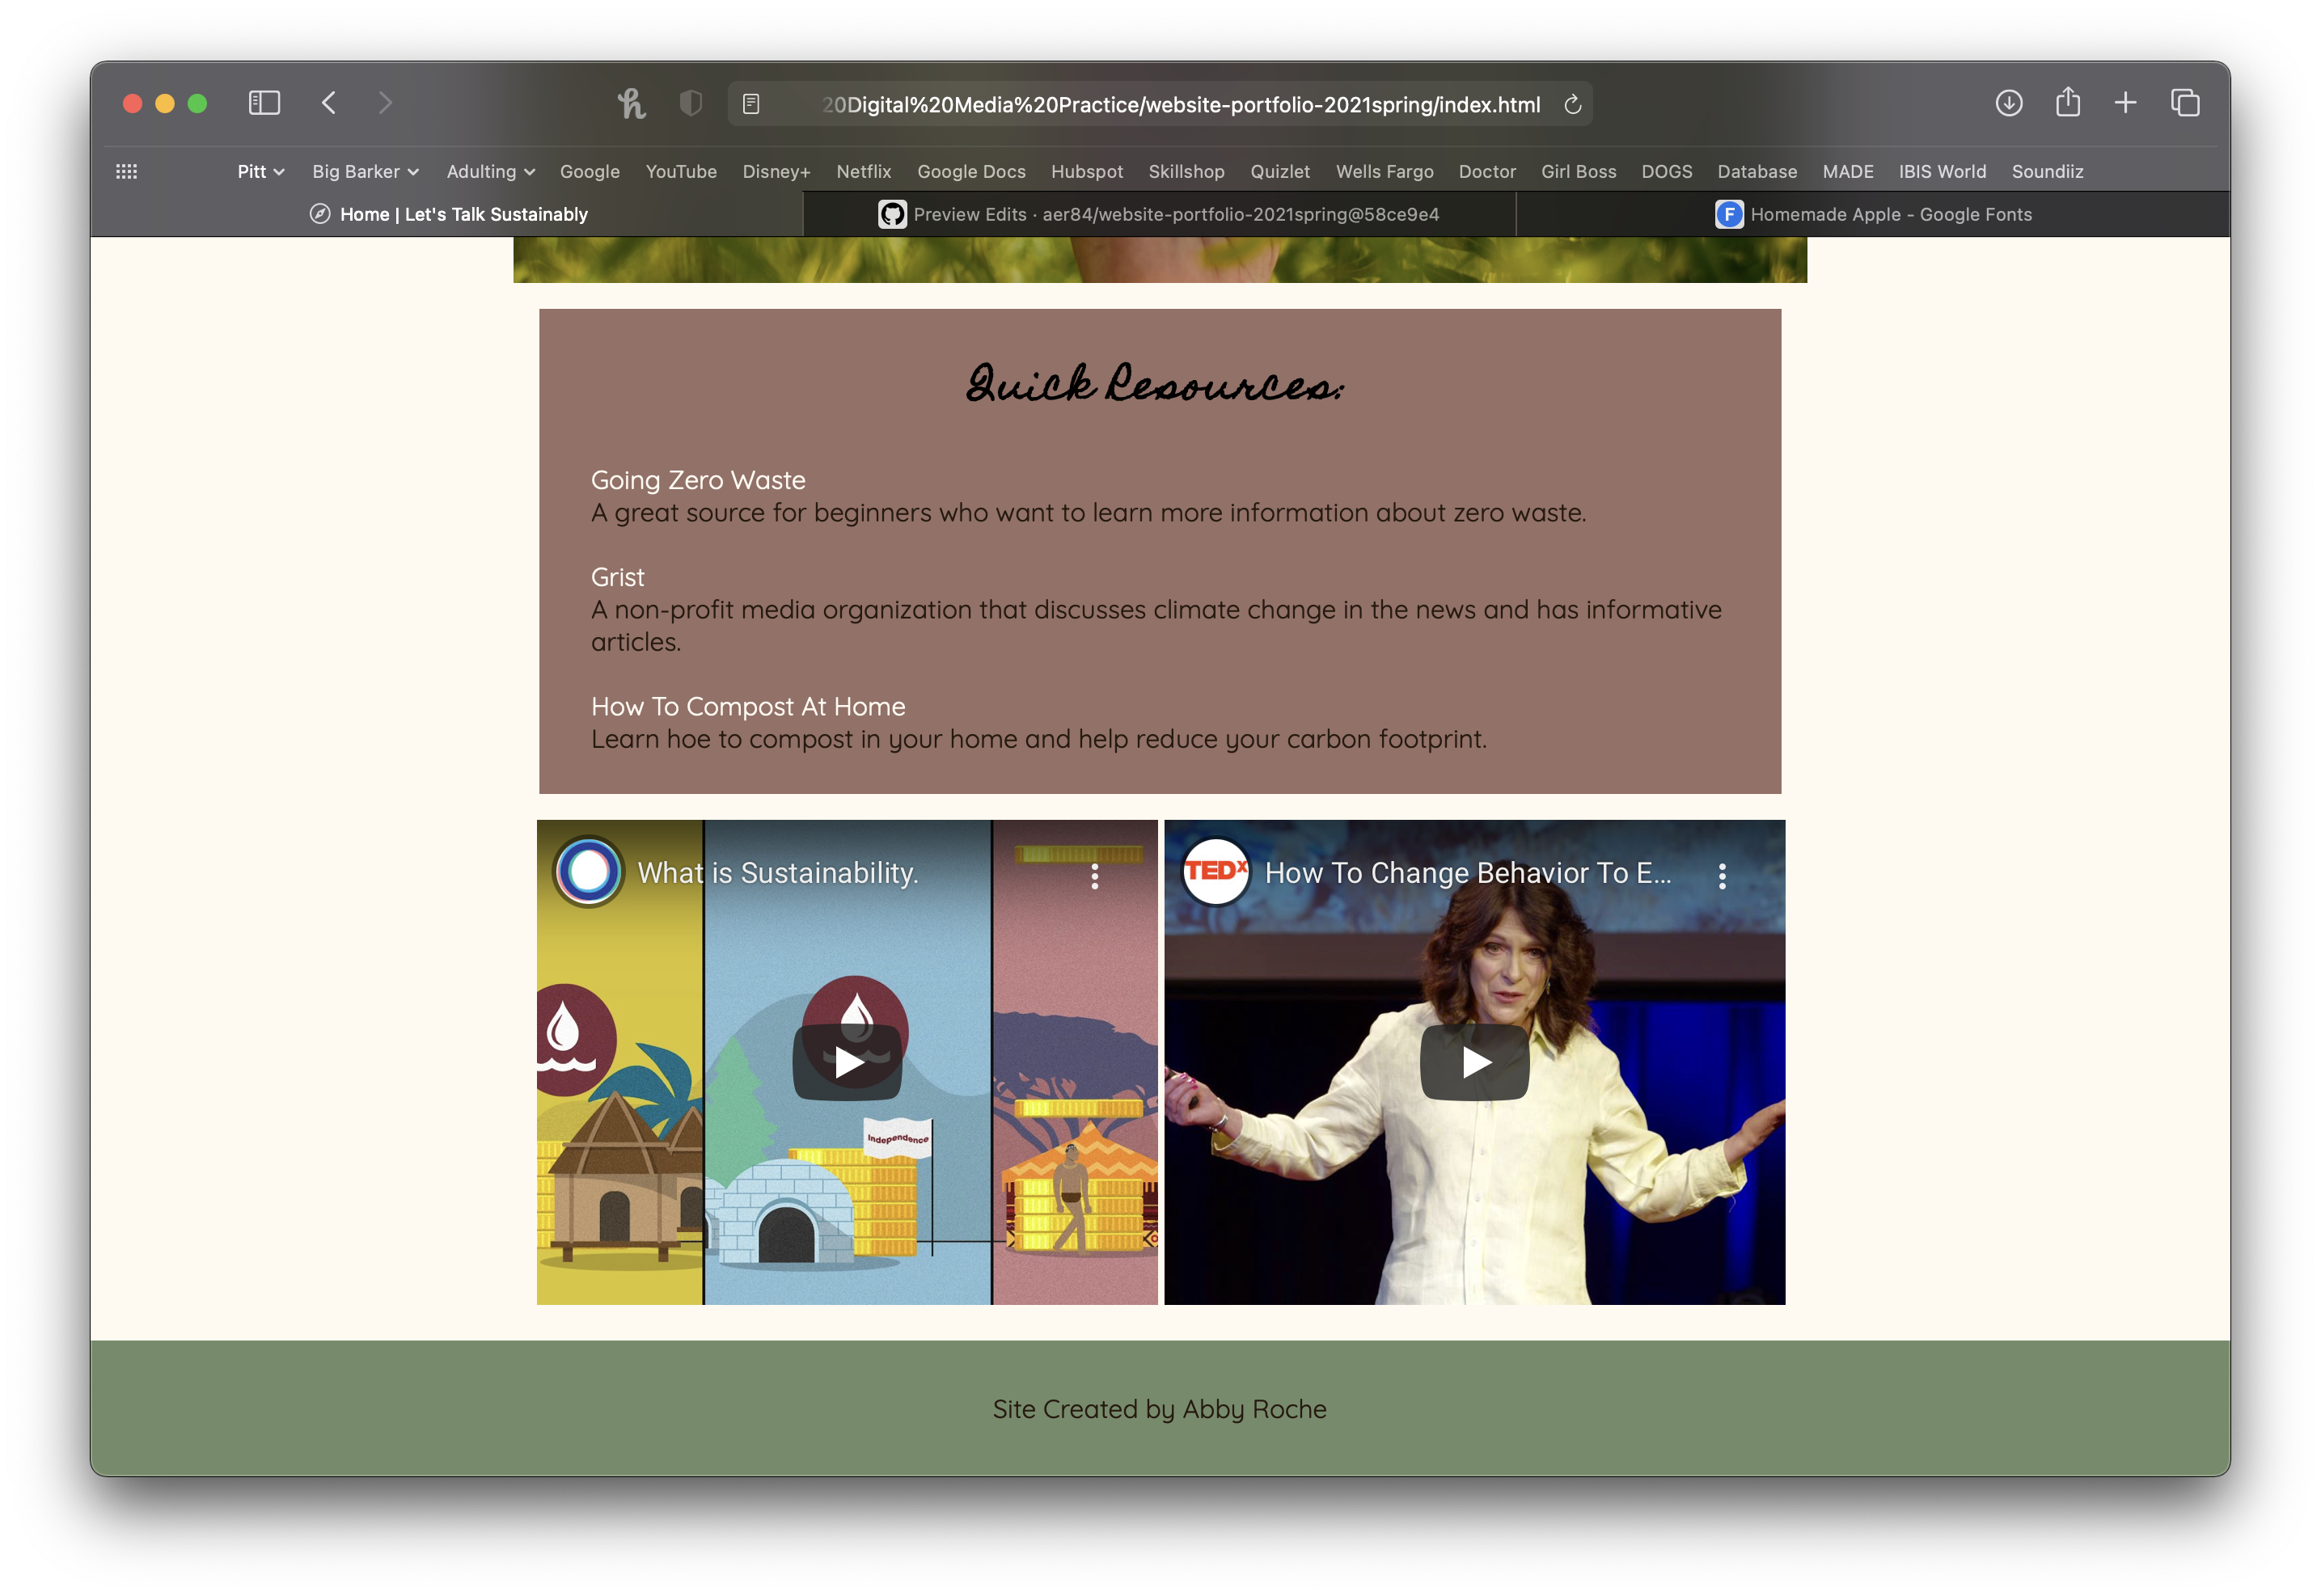 20Digital%20Media%20Practice/website-portfolio-2021spring/index.html
Pitt Big Barker Adulting Google YouTube Disney+ Netflix Google Docs Hubspot Skillshop Quizlet Wells Fargo Doctor Girl Boss DOGS Database MADE IBIS World Soundiiz
Home | Let's Talk Sustainably
Preview Edits · aer84/website-portfolio-2021spring@58ce9e4
F Homemade Apple - Google Fonts
Quick Resources:
Going Zero Waste
A great source for beginners who want to learn more information about zero waste.
Grist
A non-profit media organization that discusses climate change in the news and has informative
articles.
How To Compost At Home
Learn hoe to compost in your home and help reduce your carbon footprint.
What is Sustainability.
Independence
TEDx How To Change Behavior To E...
Site Created by Abby Roche